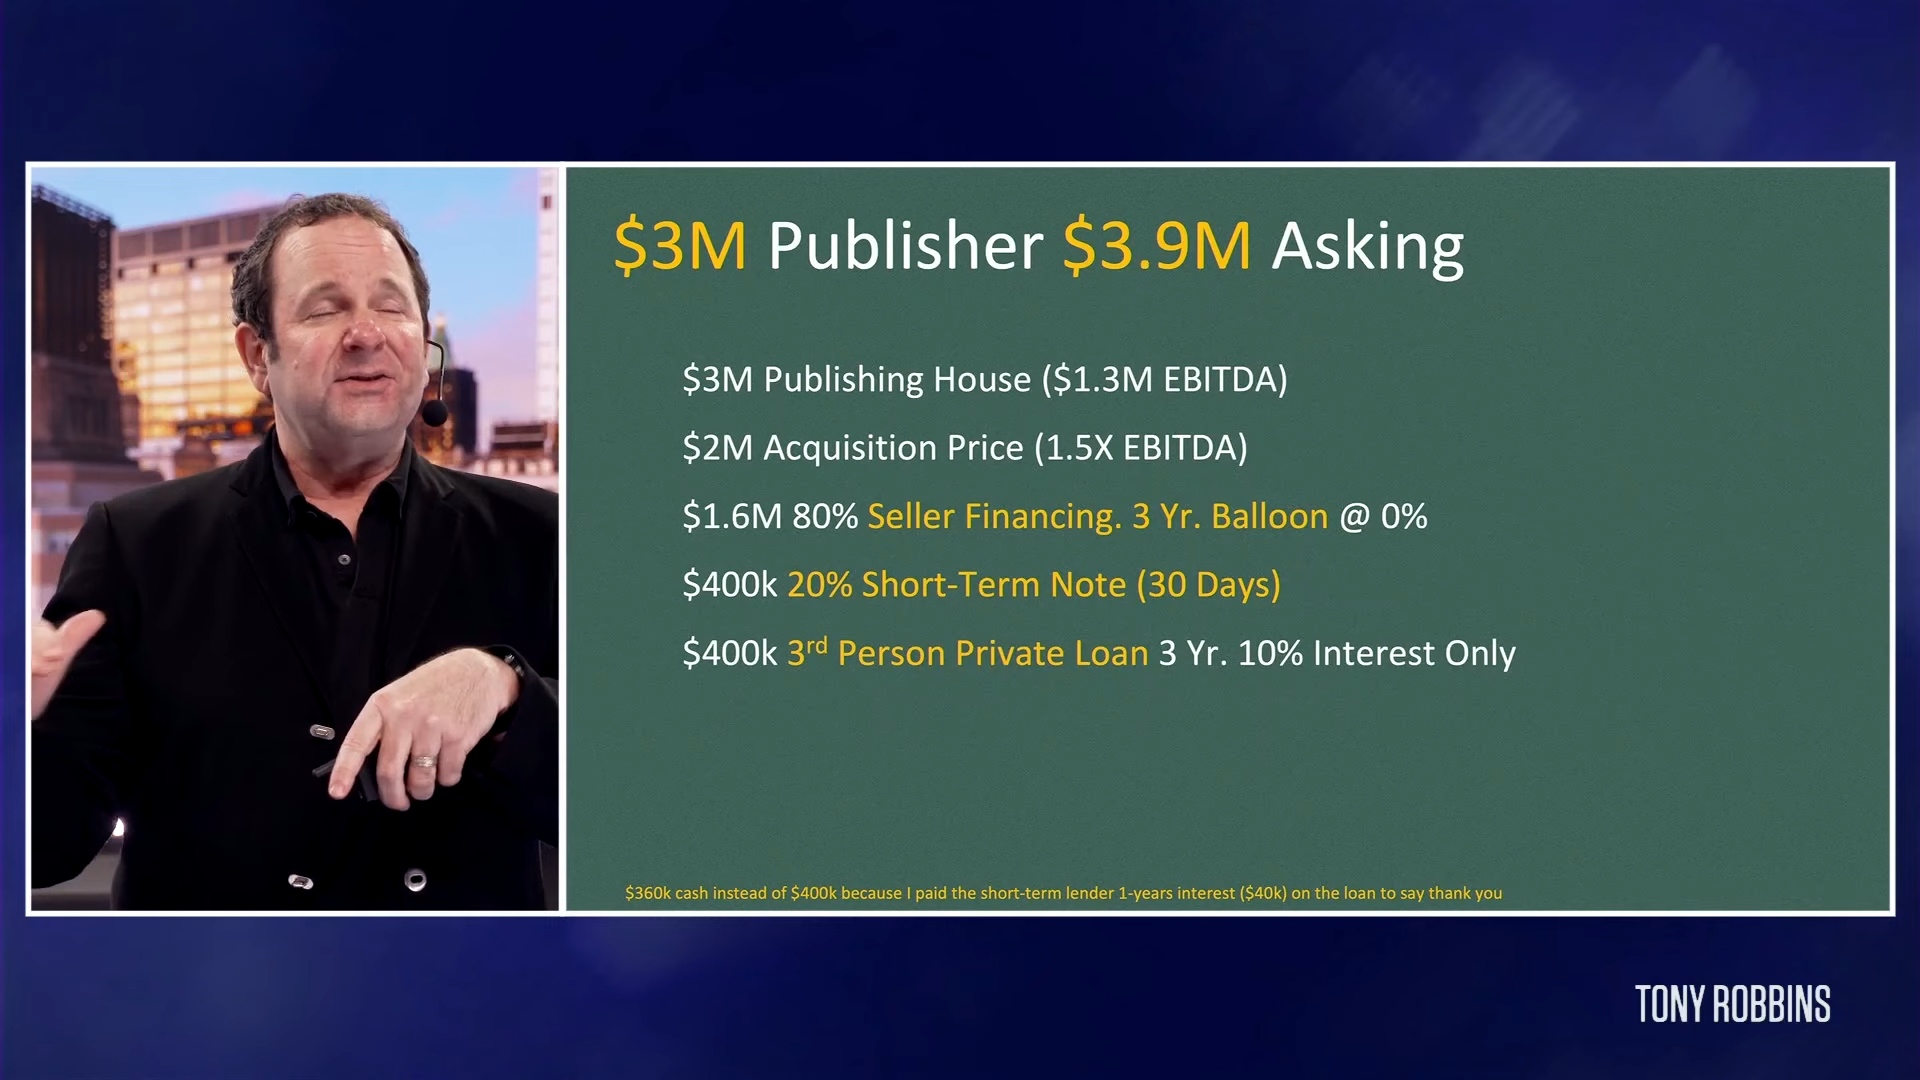 $3M Publisher $3.9M Asking
$3M Publishing House ($1.3M EBITDA)
$2M Acquisition Price (1.5X EBITDA)
$1.6M 80% Seller Financing. 3 Yr. Balloon @ 0%
$400k 20% Short-Term Note (30 Days)
$400k 3rd Person Private Loan 3 Yr. 10% Interest Only
$360k cash instead of $400k because I paid the short-term lender 1-years interest ($40k) on the loan to say thank you
TONY ROBBINS